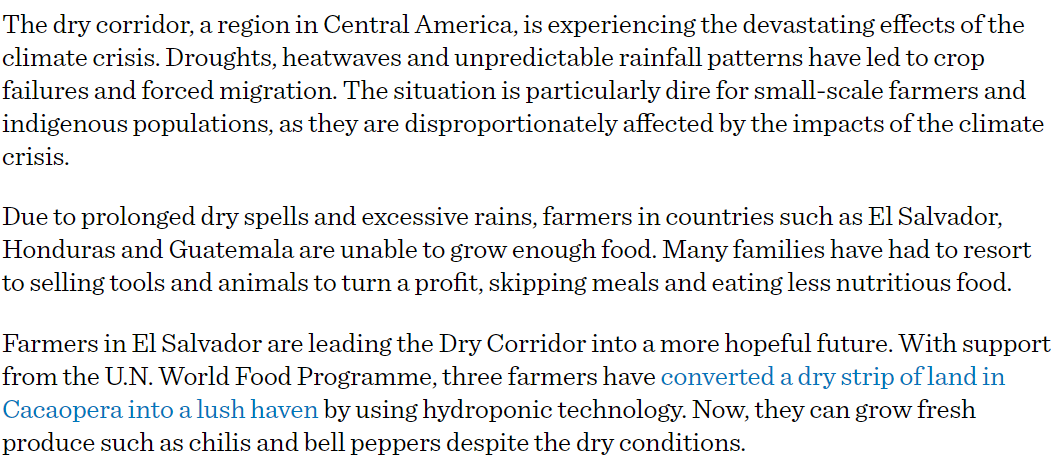 The dry corridor, a region in Central America, is experiencing the devastating effects of the
climate crisis. Droughts, heatwaves and unpredictable rainfall patterns have led to crop
failures and forced migration. The situation is particularly dire for small-scale farmers and
indigenous populations, as they are disproportionately affected by the impacts of the climate
crisis.
Due to prolonged dry spells and excessive rains, farmers in countries such as El Salvador,
Honduras and Guatemala are unable to grow enough food. Many families have had to resort
to selling tools and animals to turn a profit, skipping meals and eating less nutritious food.
Farmers in El Salvador are leading the Dry Corridor into a more hopeful future. With support
from the U.N. World Food Programme, three farmers have converted a dry strip of land in
Cacaopera into a lush haven by using hydroponic technology. Now, they can grow fresh
produce such as chilis and bell peppers despite the dry conditions.